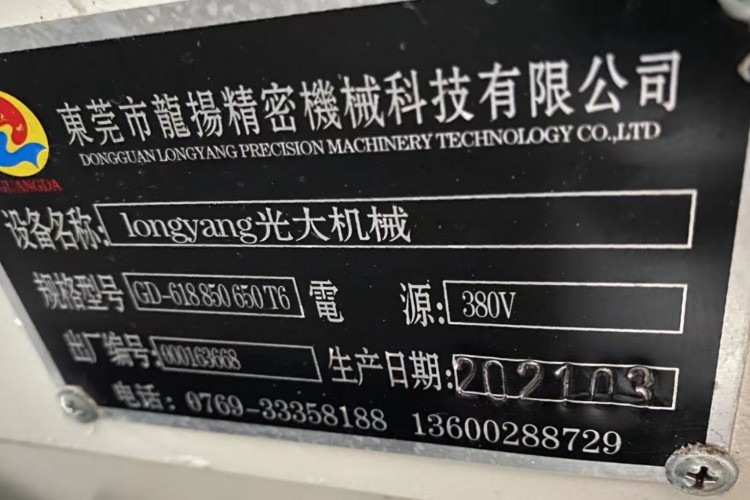 東莞市龍揚精密機械科技有限公司
DONGGUAN LONGYANG PRECISION MACHINERY TECHNOLOGY CO.,LTD
GUANGDA
设备名称: longyang光大机械
规格型号 GD-618 850 650 T6 電 源: 380V
出厂编号: 000163668 生产日期: 202103
电话: 0769-33358188 13600288729